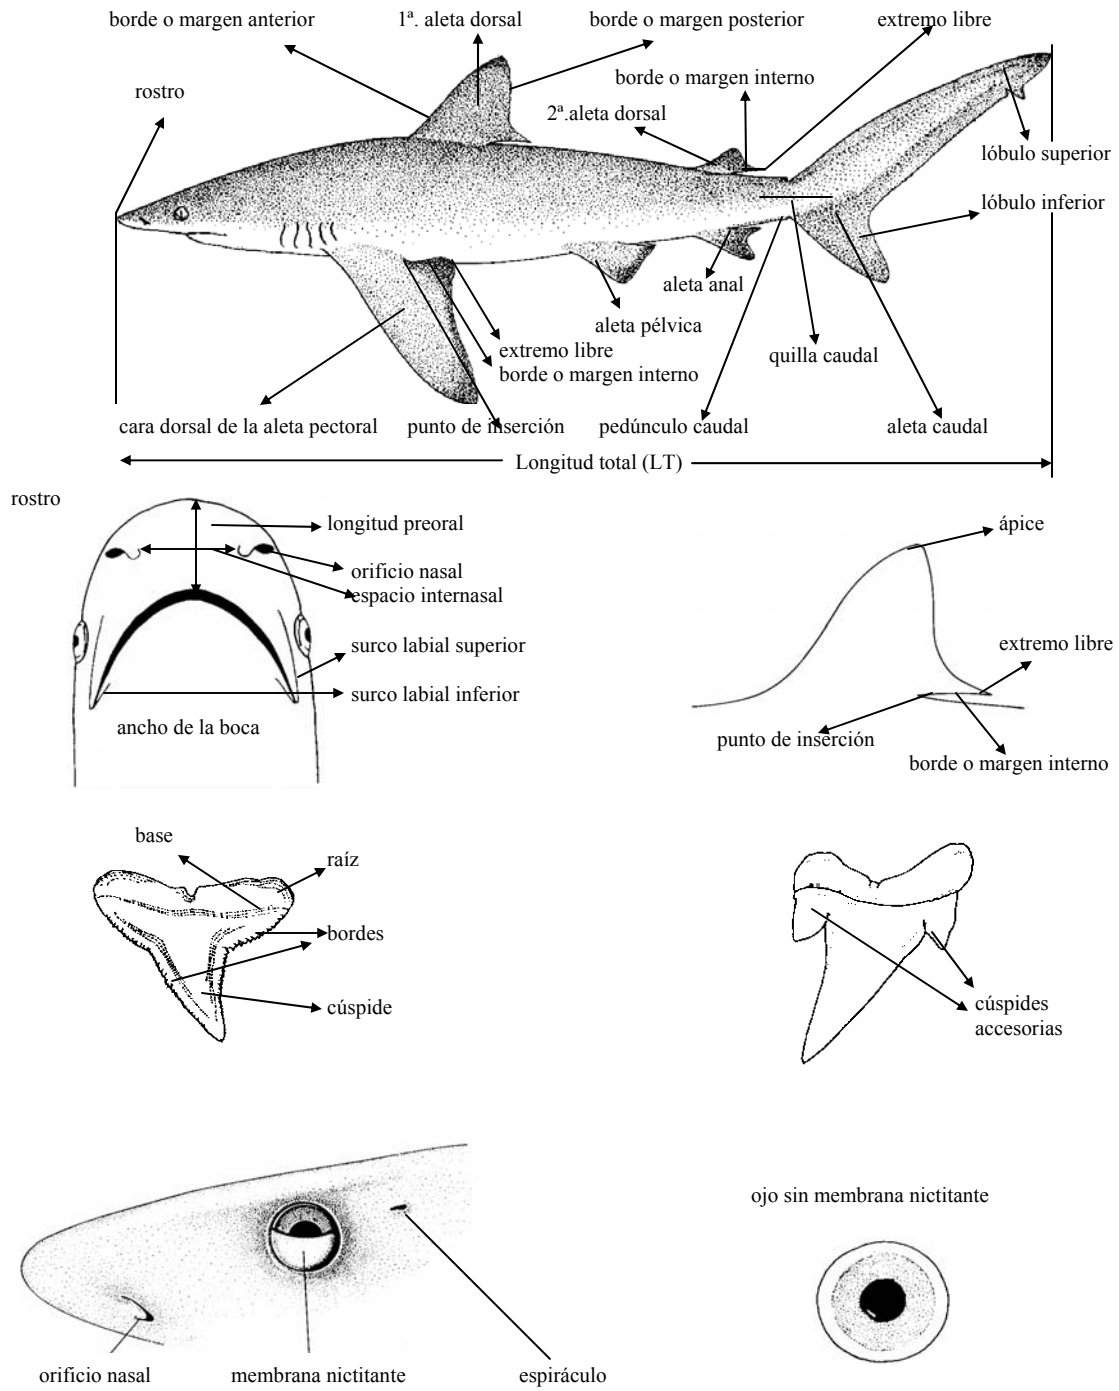 borde o margen anterior
1ª. aleta dorsal
borde o margen posterior
extremo libre
borde o margen interno
rostro
2ª.aleta dorsal
lóbulo superior
lóbulo inferior
aleta anal
aleta pélvica
extremo libre
quilla caudal
borde o margen interno
cara dorsal de la aleta pectoral
punto de inserción
pedúnculo caudal
aleta caudal
Longitud total (LT)
rostro
longitud preoral
orificio nasal
espacio internasal
surco labial superior
surco labial inferior
ancho de la boca
ápice
extremo libre
punto de inserción
borde o margen interno
base
raíz
bordes
cúspide
cúspides
accesorias
ojo sin membrana nictitante
orificio nasal
membrana nictitante
espiráculo